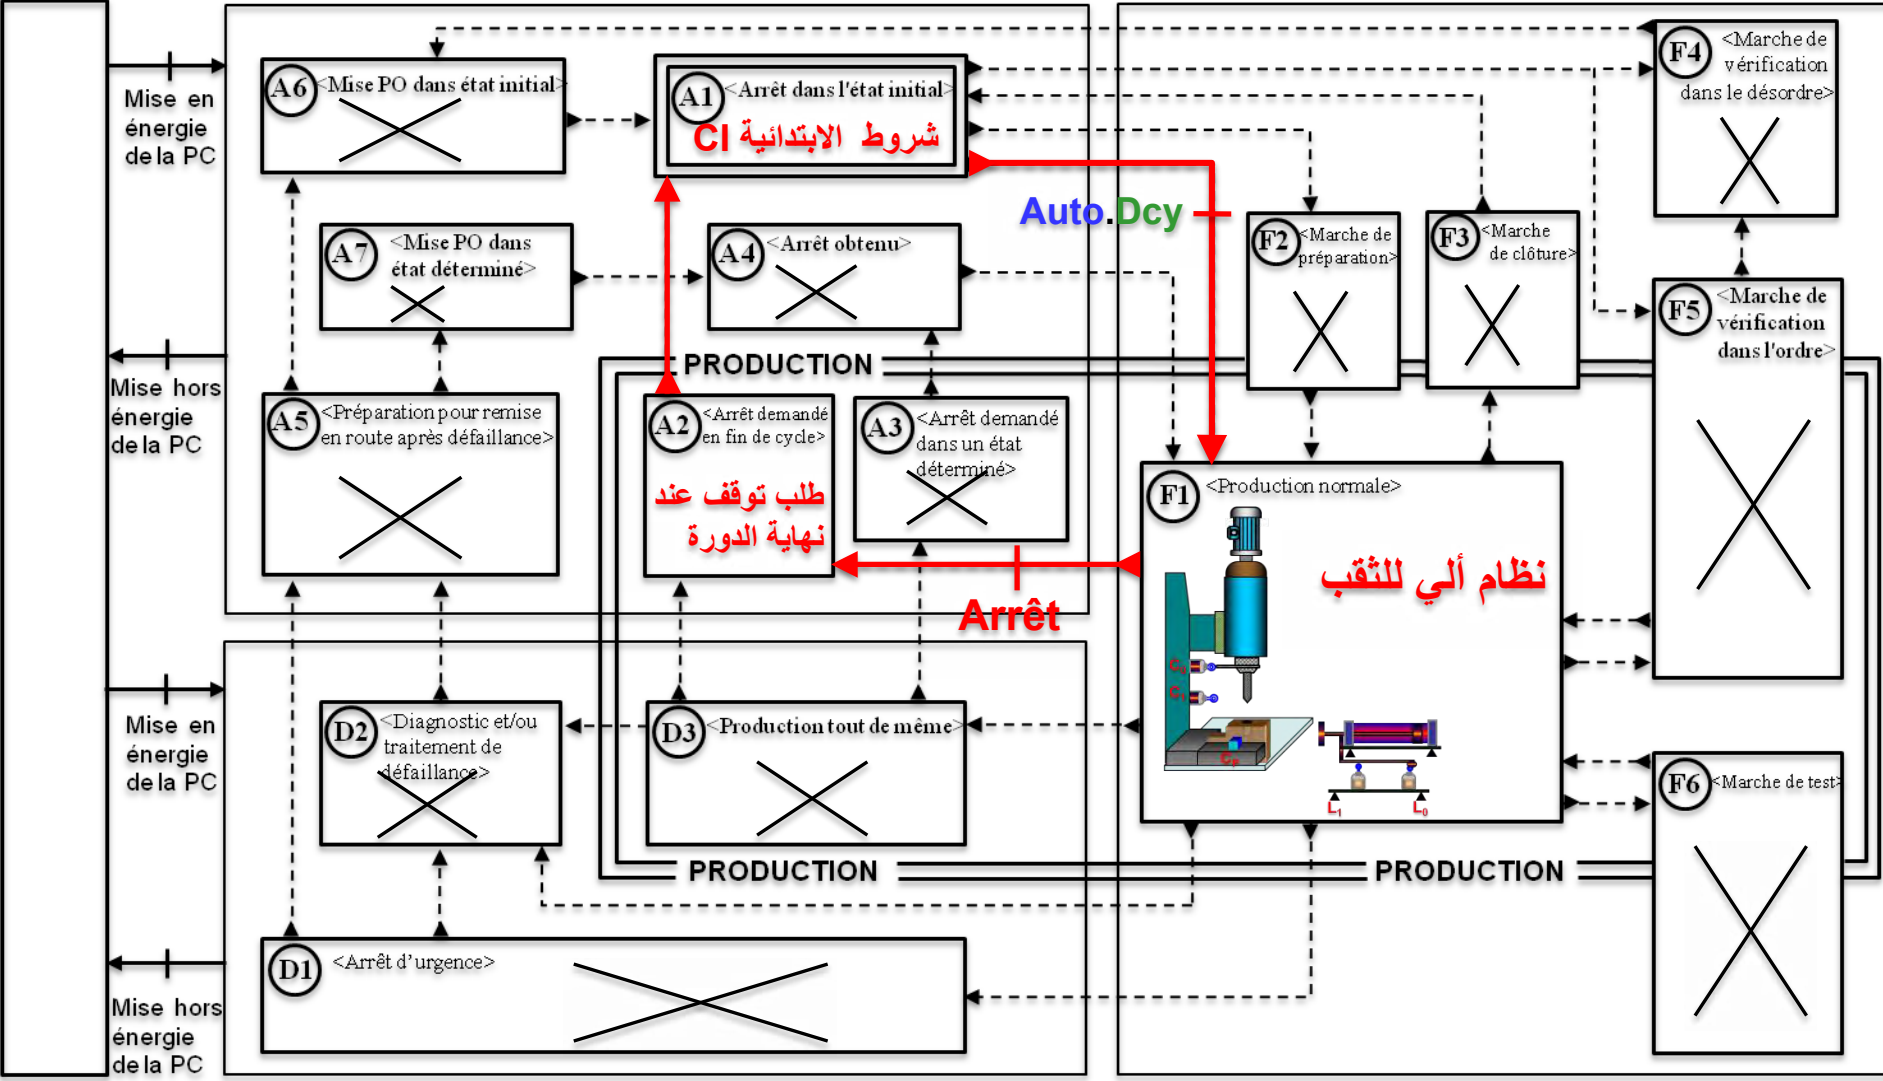 Mise en
énergie
de la PC
Mise hors
énergie
de la PC
Mise en
énergie
de la PC
Mise hors
énergie
de la PC
A6
<Mise PO dans état initial>
A1
<Arrêt dans l'état initial>
شروط الابتدائية CI
A7
<Mise PO dans
état déterminé>
A4
<Arrêt obtenu>
Auto.Dcy
F4
<Marche de
vérification
dans le désordre>
F2
<Marche de
préparation>
F3
<Marche
de clôture>
F5
<Marche de
vérification
dans l'ordre>
PRODUCTION
A5
<Préparation pour remise
en route après défaillance>
A2
<Arrêt demandé
en fin de cycle>
طلب توقف عند
نهاية الدورة
A3
<Arrêt demandé
dans un état
déterminé>
Arrêt
F1
<Production normale>
نظام ألي للثقب
Cp
L1
L0
D2
<Diagnostic et/ou
traitement de
défaillance>
D3
<Production tout de même>
F6
<Marche de test>
PRODUCTION
PRODUCTION
D1
<Arrêt d’urgence>